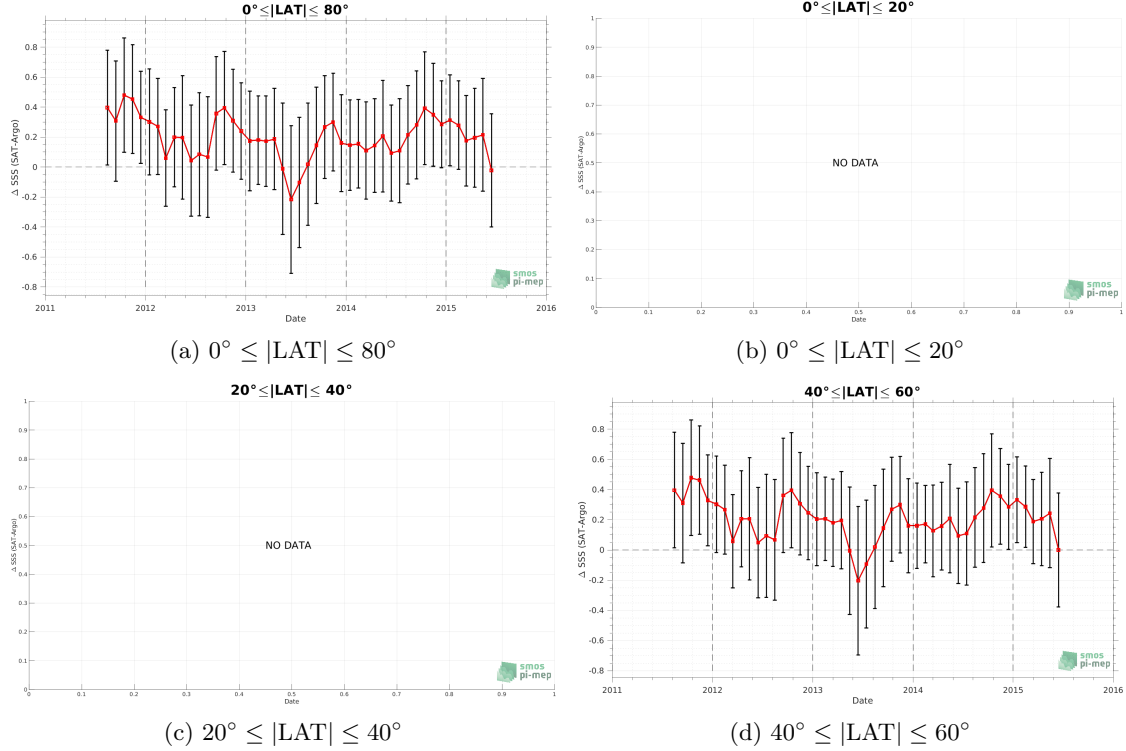 0°≤|LAT|≤ 80°
Δ SSS (SAT-Argo)
0.8
0.6
0.4
0.2
0
-0.2
-0.4
-0.6
-0.8
2011 2012 2013 2014 2015 2016
Date
smos
pi-mep
(a) 0° ≤ |LAT| ≤ 80°
0°≤|LAT|≤ 20°
Δ SSS (SAT-Argo)
1
0.9
0.8
0.7
0.6
0.5
0.4
0.3
0.2
0.1
0
NO DATA
0 0.1 0.2 0.3 0.4 0.5 0.6 0.7 0.8 0.9 1
Date
smos
pi-mep
(b) 0° ≤ |LAT| ≤ 20°
20°≤|LAT|≤ 40°
Δ SSS (SAT-Argo)
1
0.9
0.8
0.7
0.6
0.5
0.4
0.3
0.2
0.1
0
NO DATA
0 0.1 0.2 0.3 0.4 0.5 0.6 0.7 0.8 0.9 1
Date
smos
pi-mep
(c) 20° ≤ |LAT| ≤ 40°
40°≤|LAT|≤ 60°
Δ SSS (SAT-Argo)
0.8
0.6
0.4
0.2
0
-0.2
-0.4
-0.6
-0.8
2011 2012 2013 2014 2015 2016
Date
smos
pi-mep
(d) 40° ≤ |LAT| ≤ 60°